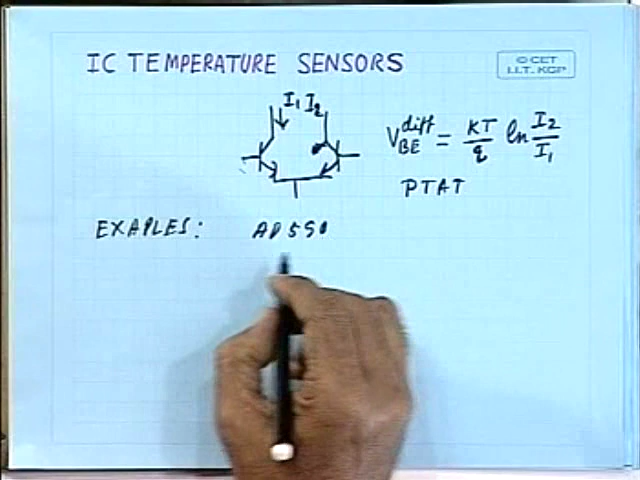 IC TEMPERATURE SENSORS
© CET
I.I.T. KGP
I1 I2
V_BE^diff = KT/q ln I2/I1
PTAT
EXAPLES: AD590